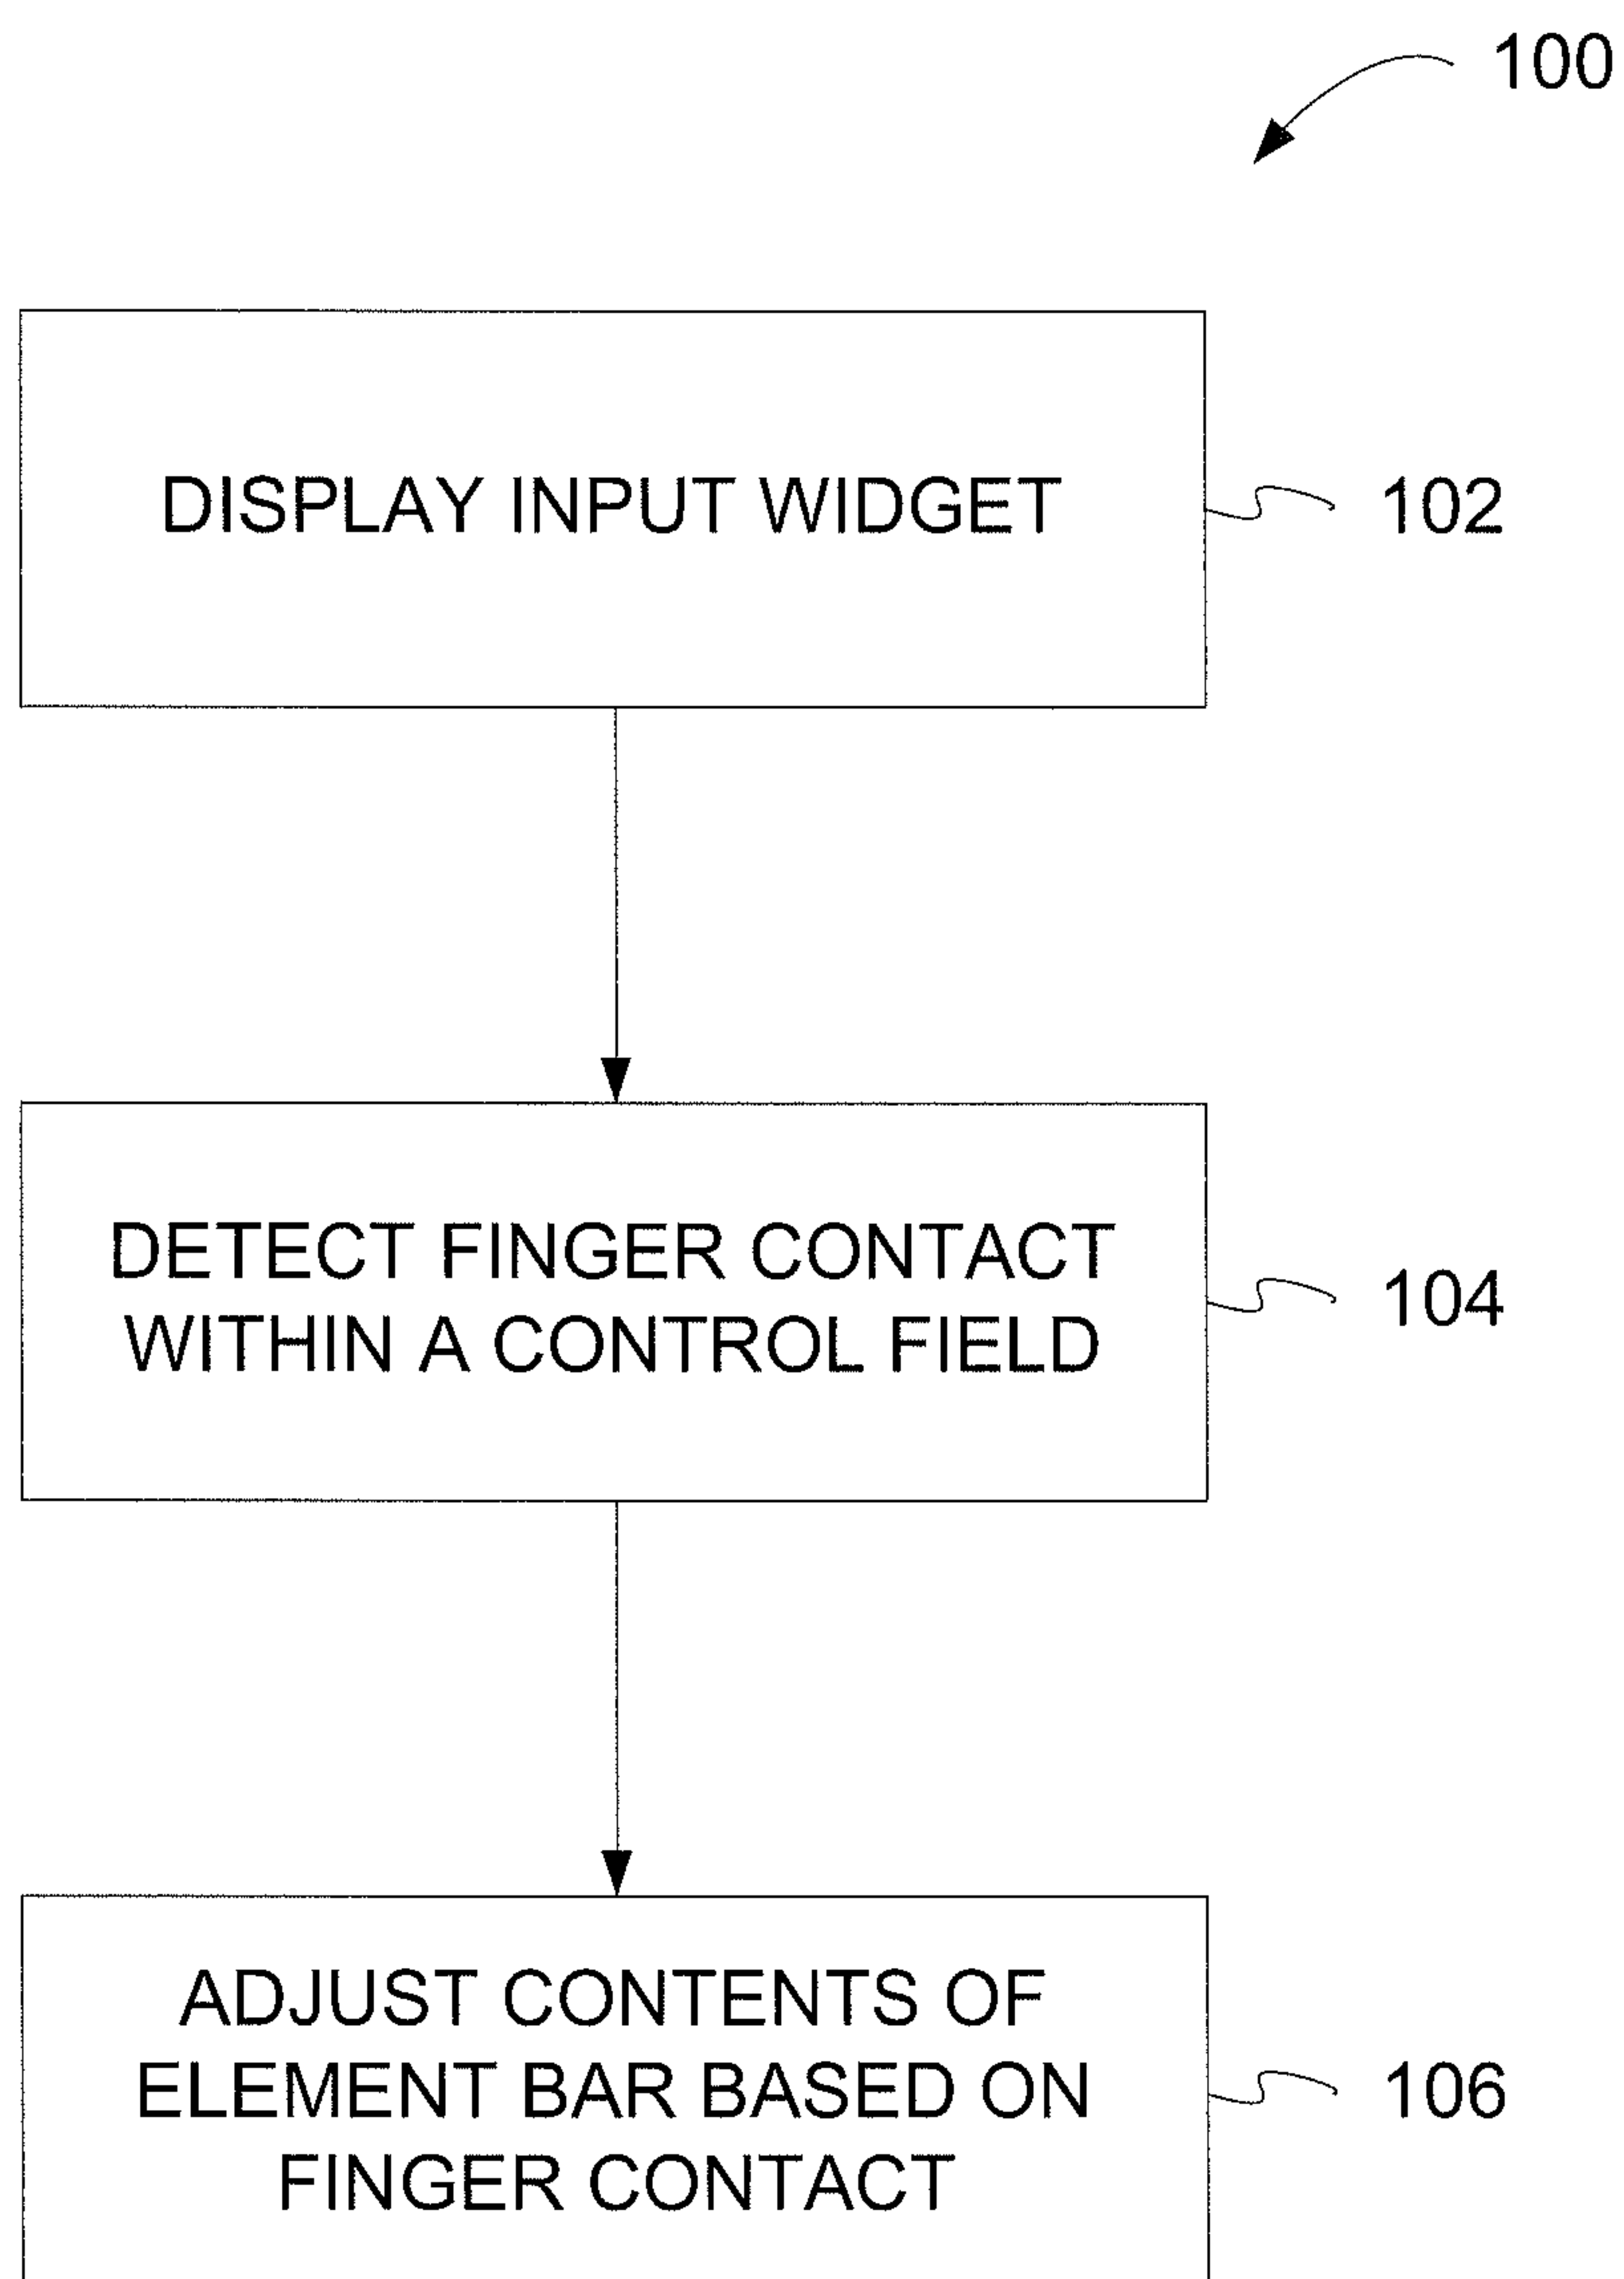 100
DISPLAY INPUT WIDGET
102
DETECT FINGER CONTACT
WITHIN A CONTROL FIELD
104
ADJUST CONTENTS OF
ELEMENT BAR BASED ON
FINGER CONTACT
106